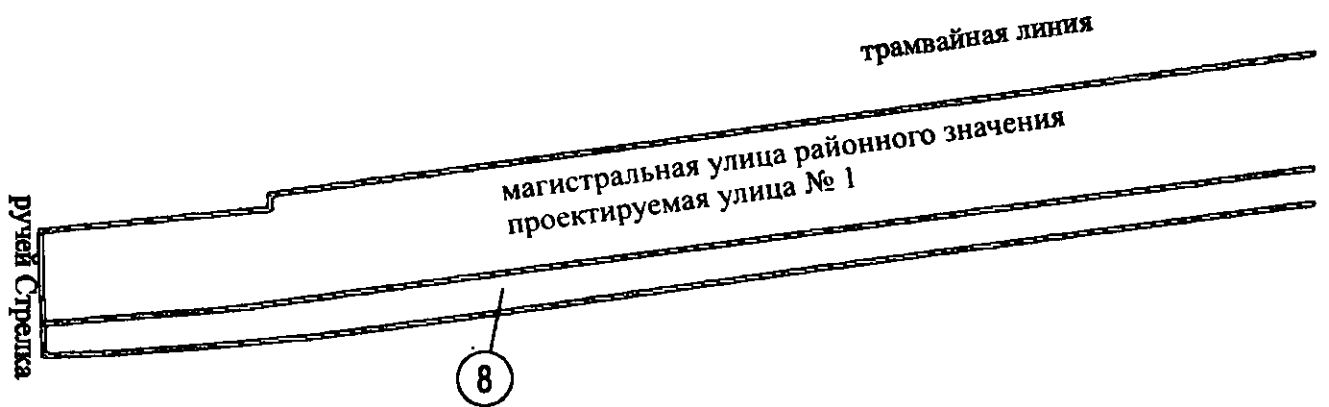 трамвайная линия
магистральная улица районного значения
проектируемая улица № 1
ручей Стрелка
8